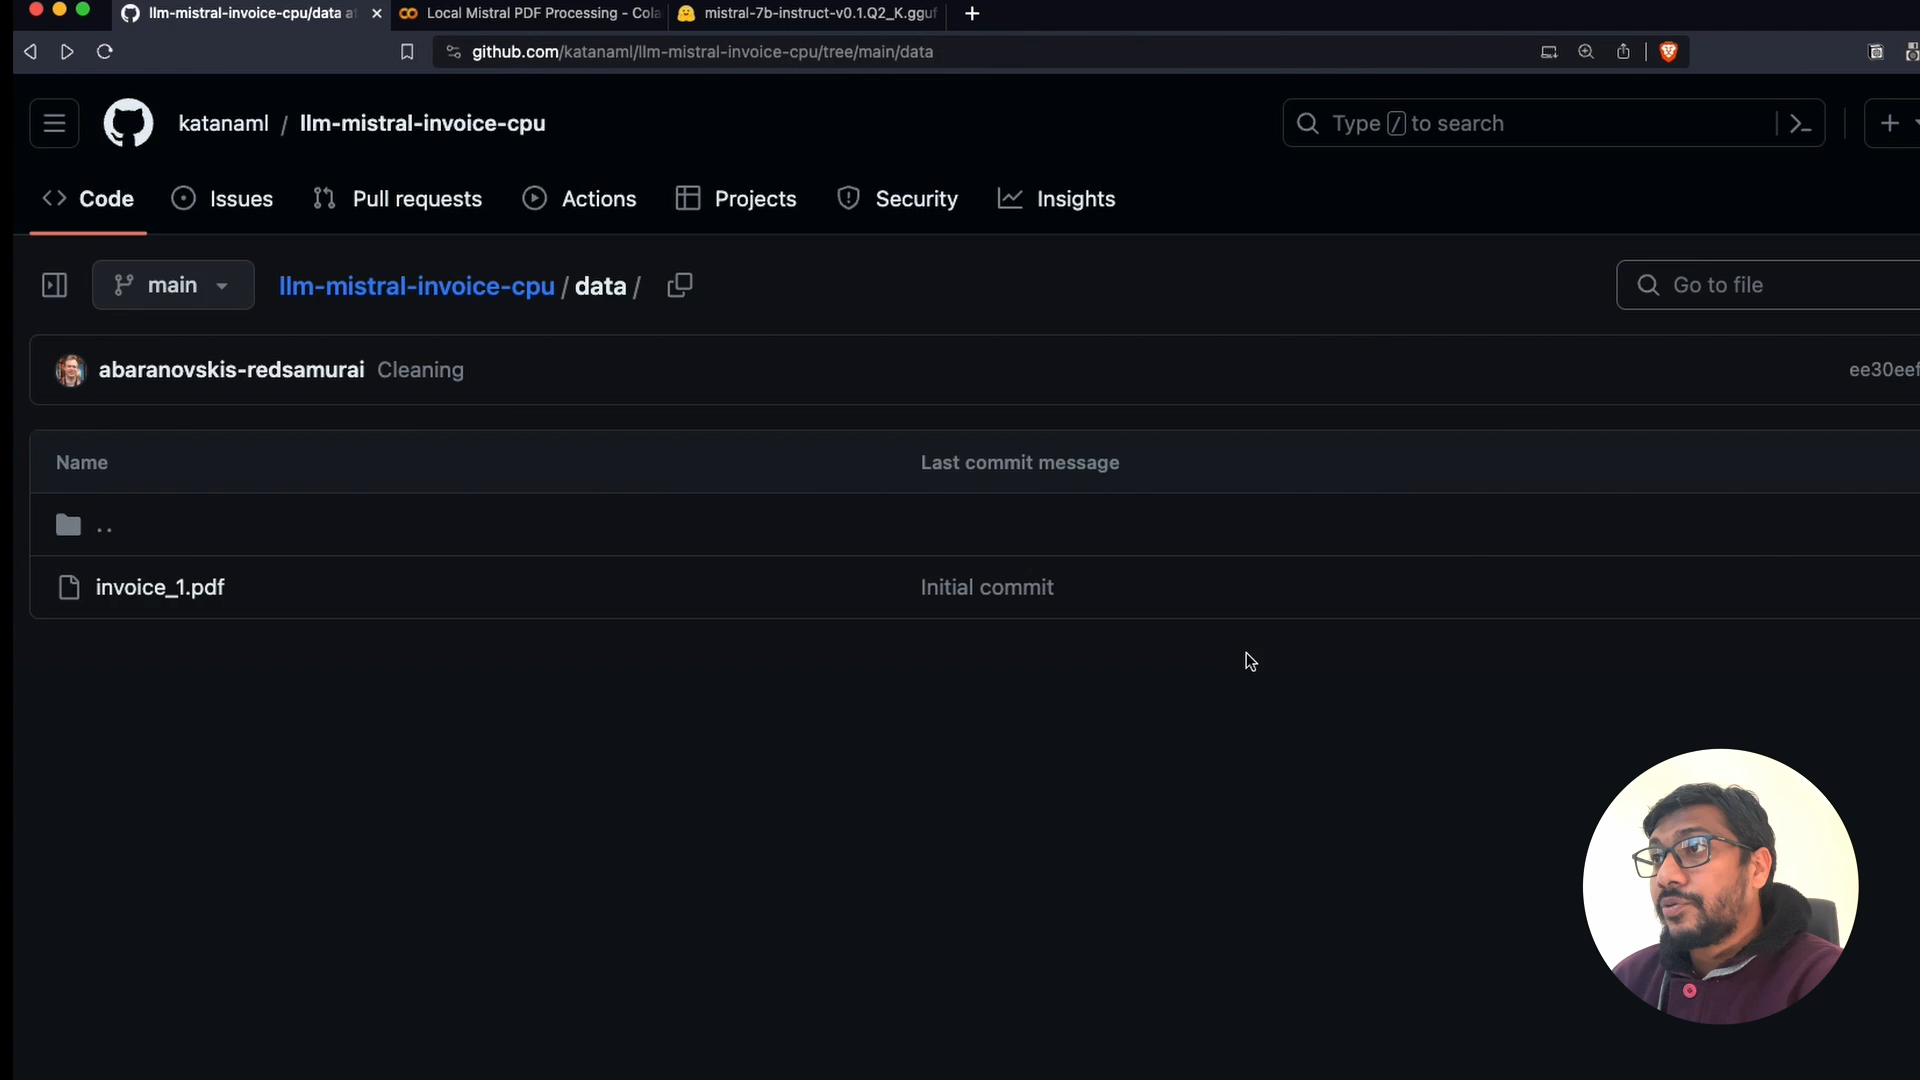 llm-mistral-invoice-cpu/data a
Local Mistral PDF Processing - Cola
mistral-7b-instruct-v0.1.Q2_K.gguf
github.com/katanaml/llm-mistral-invoice-cpu/tree/main/data
katanaml / llm-mistral-invoice-cpu
Type / to search
Code
Issues
Pull requests
Actions
Projects
Security
Insights
main
llm-mistral-invoice-cpu / data /
Go to file
abaranovskis-redsamurai Cleaning
ee30eef
Name
Last commit message
..
invoice_1.pdf
Initial commit